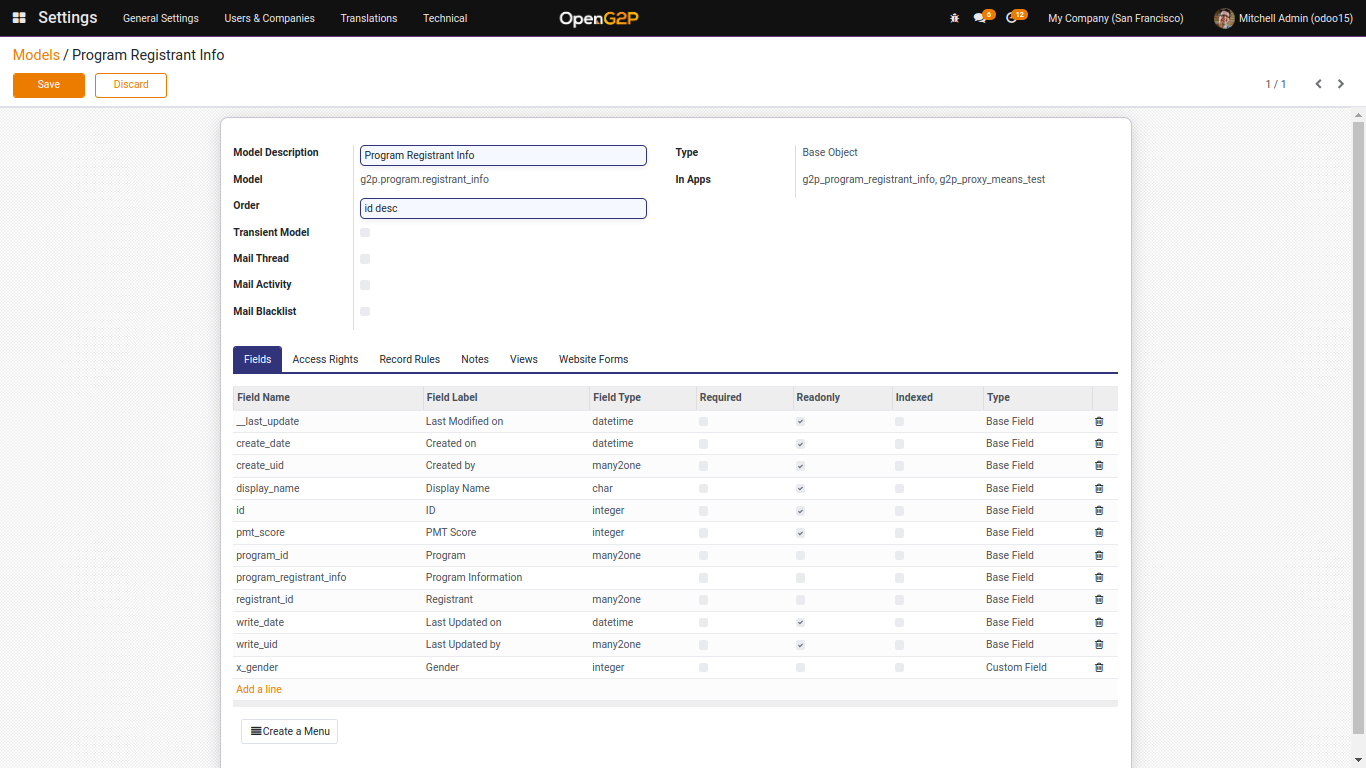 Settings General Settings Users & Companies Translations Technical OpenG2P 6 12 My Company (San Francisco) Mitchell Admin (odoo15)
Models / Program Registrant Info
Save Discard 1 / 1
Model Description Program Registrant Info Type Base Object
Model g2p.program.registrant_info In Apps g2p_program_registrant_info, g2p_proxy_means_test
Order id desc
Transient Model
Mail Thread
Mail Activity
Mail Blacklist
Fields Access Rights Record Rules Notes Views Website Forms
Field Name Field Label Field Type Required Readonly Indexed Type
__last_update Last Modified on datetime Base Field
create_date Created on datetime Base Field
create_uid Created by many2one Base Field
display_name Display Name char Base Field
id ID integer Base Field
pmt_score PMT Score integer Base Field
program_id Program many2one Base Field
program_registrant_info Program Information Base Field
registrant_id Registrant many2one Base Field
write_date Last Updated on datetime Base Field
write_uid Last Updated by many2one Base Field
x_gender Gender integer Custom Field
Add a line
Create a Menu